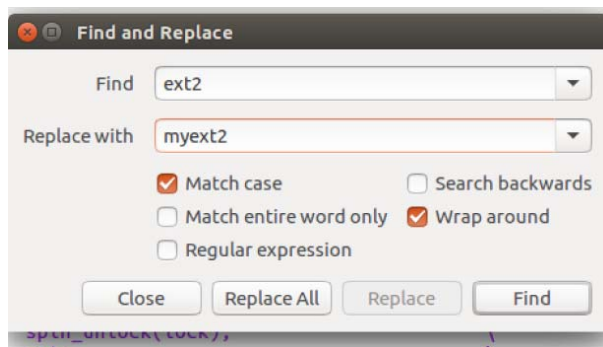 Find and Replace
Find ext2
Replace with myext2
Match case Search backwards
Match entire word only Wrap around
Regular expression
Close Replace All Replace Find
spin_unlock(lock); \